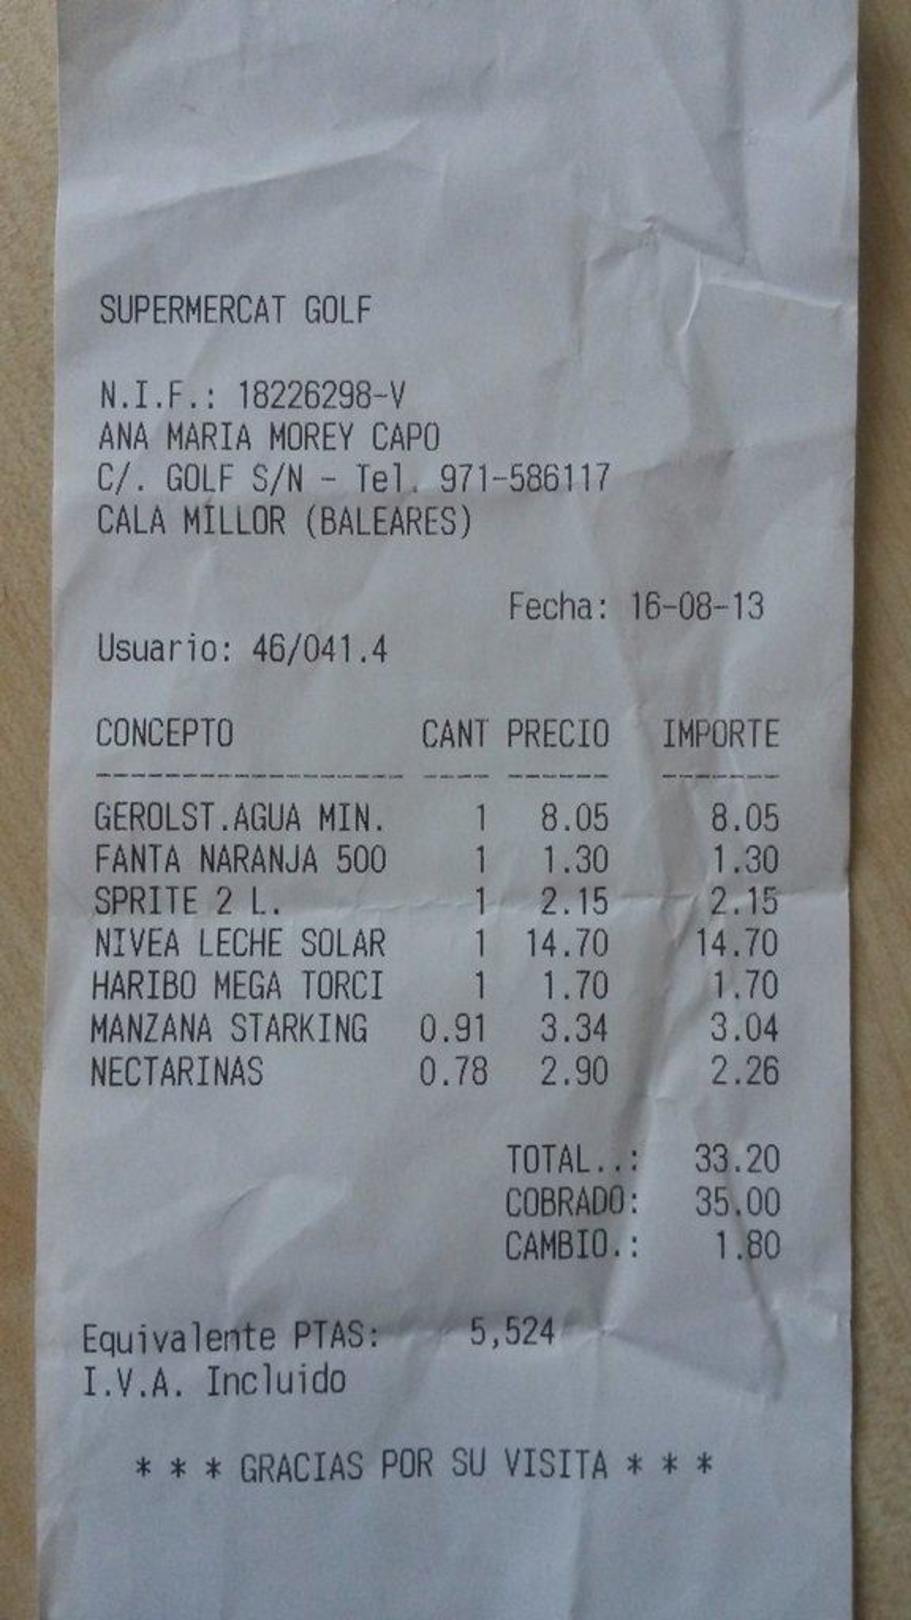 SUPERMERCAT GOLF
N.I.F.: 18226298-V
ANA MARIA MOREY CAPO
C/. GOLF S/N - Tel. 971-586117
CALA MILLOR (BALEARES)
Fecha: 16-08-13
Usuario: 46/041.4
CONCEPTO CANT PRECIO IMPORTE
GEROLST.AGUA MIN. 1 8.05 8.05
FANTA NARANJA 500 1 1.30 1.30
SPRITE 2 L. 1 2.15 2.15
NIVEA LECHE SOLAR 1 14.70 14.70
HARIBO MEGA TORCI 1 1.70 1.70
MANZANA STARKING 0.91 3.34 3.04
NECTARINAS 0.78 2.90 2.26
TOTAL..: 33.20
COBRADO: 35.00
CAMBIO.: 1.80
Equivalente PTAS: 5,524
I.V.A. Incluido
* * * GRACIAS POR SU VISITA * * *